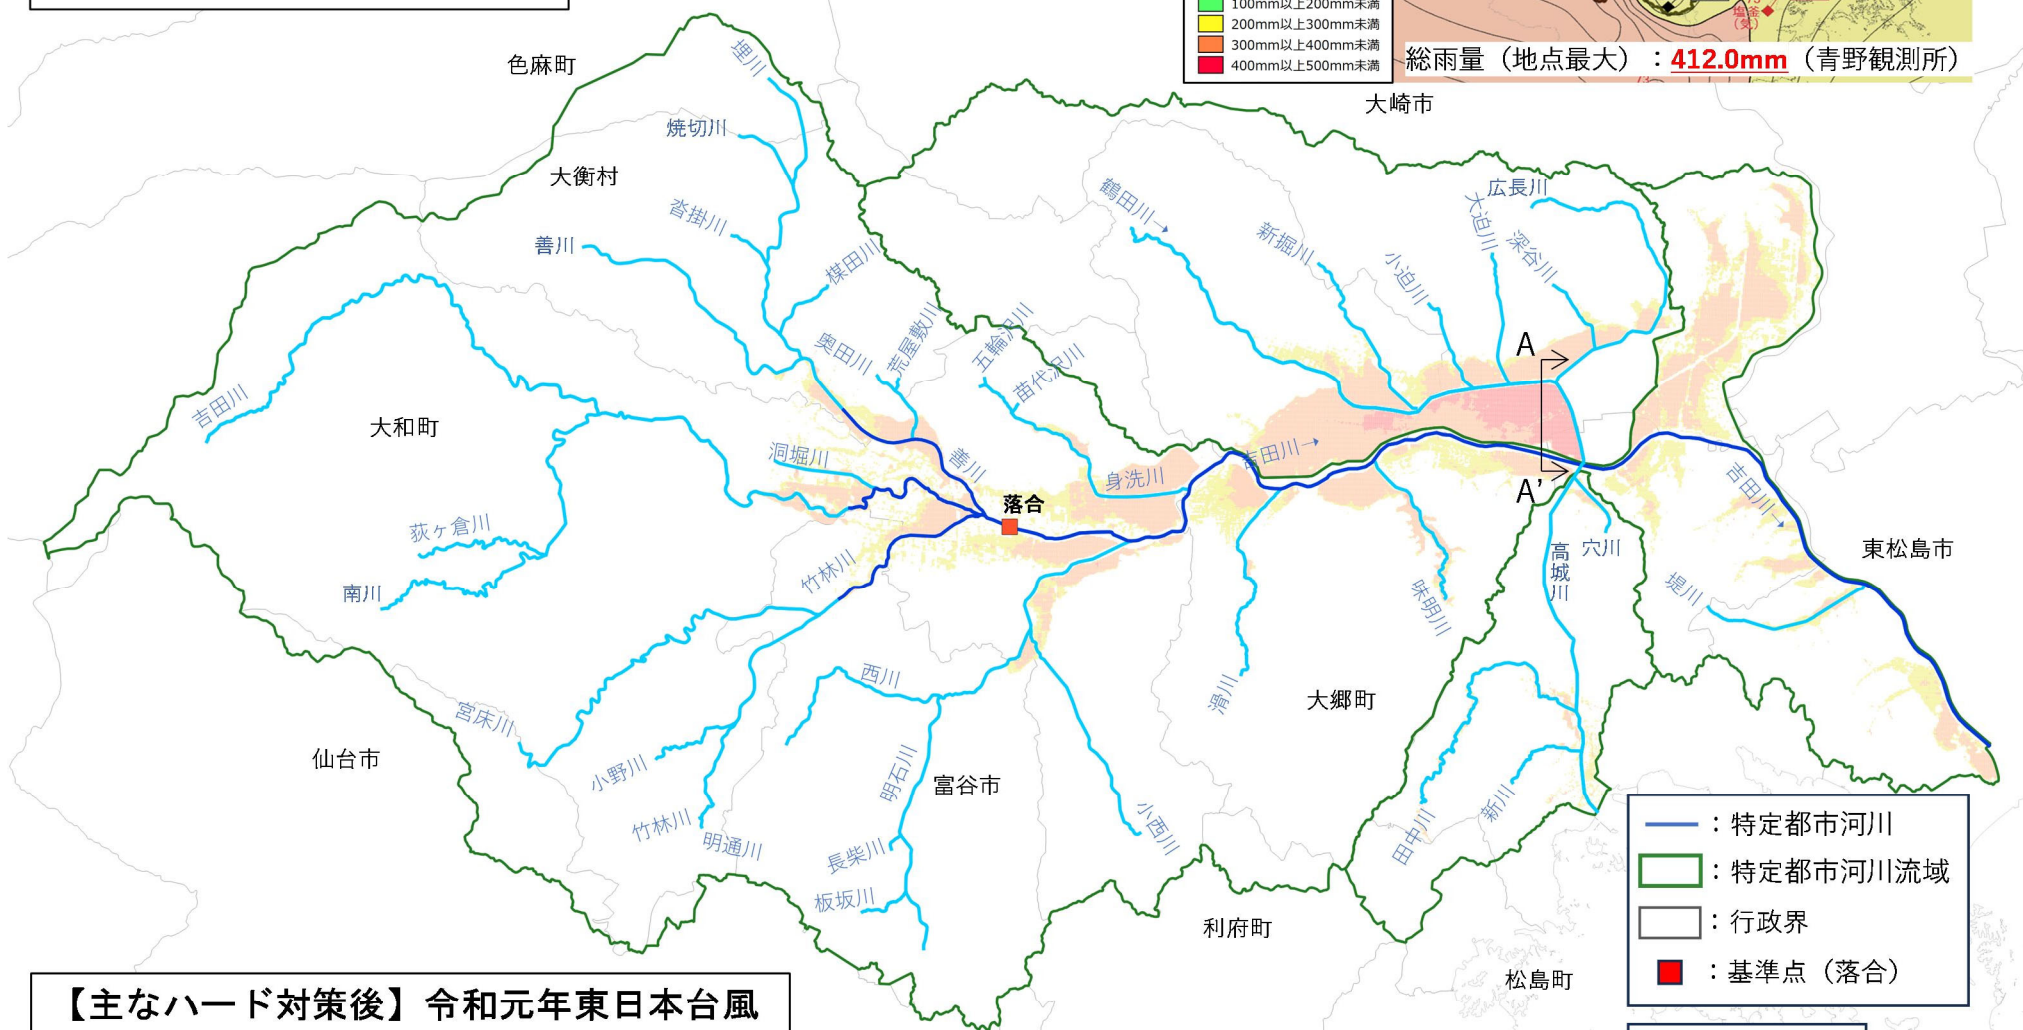 100mm以上200mm未満
200mm以上300mm未満
300mm以上400mm未満
400mm以上500mm未満
塩釜
(気)
総雨量（地点最大）：412.0mm（青野観測所）
色麻町
埋川
大崎市
焼切川
大衡村
沓掛川
善川
楳田川
鶴田川→
新堀川
小迫川
大迫川
深谷川
広長川
奥田川
荒屋敷川
五輪沢川
苗代沢川
吉田川
大和町
洞堀川
善川
身洗川
吉田川→
A
A'
落合
荻ヶ倉川
南川
竹林川
高城川
穴川
吉田川→
東松島市
味明川
堤川
西川
滑川
大郷町
宮床川
仙台市
小野川
明石川
富谷市
竹林川
明通川
長柴川
板坂川
小西川
田中川
新川
利府町
松島町
：特定都市河川
：特定都市河川流域
：行政界
：基準点（落合）
【主なハード対策後】令和元年東日本台風